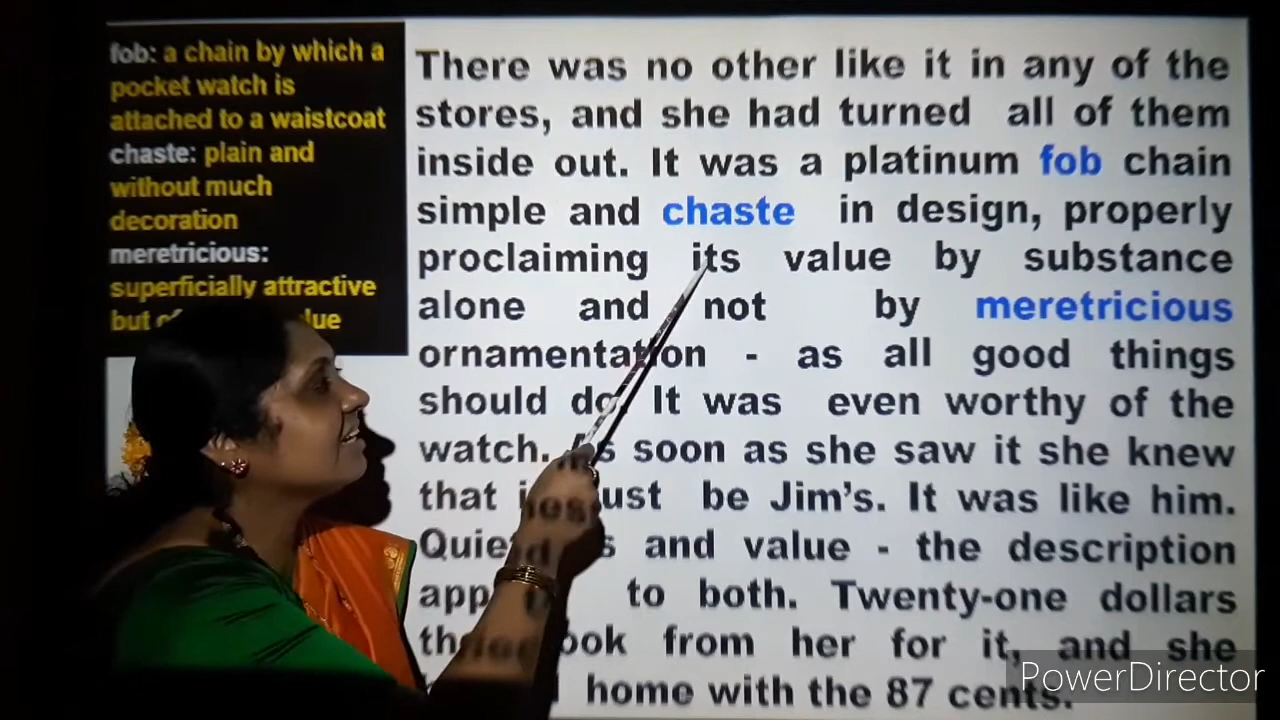 fob: a chain by which a
pocket watch is
attached to a waistcoat
chaste: plain and
without much
decoration
meretricious:
superficially attractive
but
There was no other like it in any of the
stores, and she had turned all of them
inside out. It was a platinum fob chain
simple and chaste in design, properly
proclaiming its value by substance
alone and not by meretricious
ornamentation - as all good things
should do. It was even worthy of the
watch. As soon as she saw it she knew
that must be Jim's. It was like him.
and value - the description
to both. Twenty-one dollars
from her for it, and she
home with the 87 cents.
PowerDirector